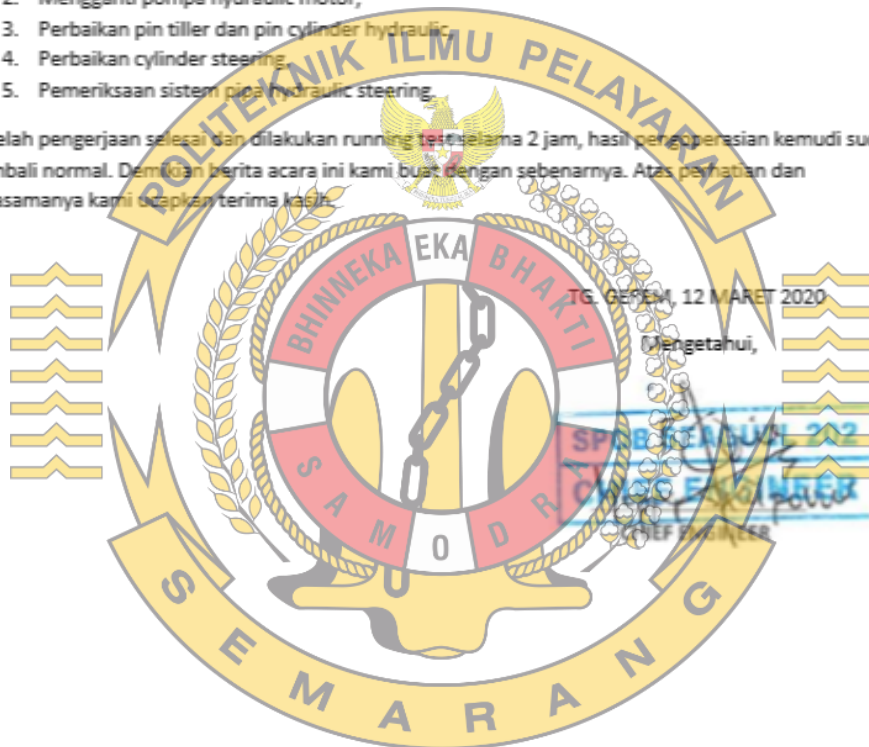 2. Mengganti pompa hydraulic motor,
3. Perbaikan pin tiller dan pin cylinder hydraulic,
4. Perbaikan cylinder steering,
5. Pemeriksaan sistem pipa hydraulic steering.
elah pengerjaan selesai dan dilakukan running test selama 2 jam, hasil pengoperasian kemudi su
bali normal. Demikian berita acara ini kami buat dengan sebenarnya. Atas perhatian dan
asamanya kami ucapkan terima kasih.
POLITEKNIK ILMU PELAYARAN
BHINNEKA EKA BHAKTI
SAMODRA
TG. GEREM, 12 MARET 2020
Mengetahui,
CHIEF ENGINEER
CHIEF ENGINEER
SEMARANG